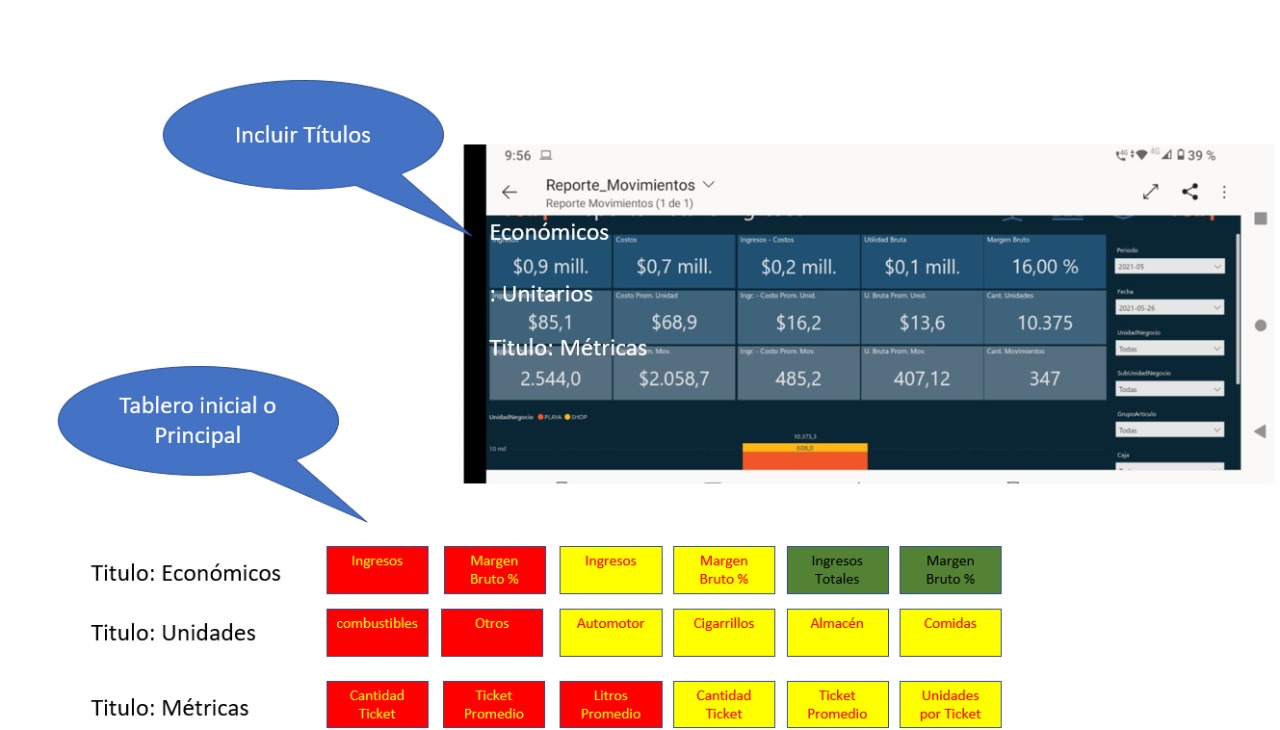 Incluir Títulos
9:56
4G 4G 39 %
Reporte_Movimientos
Reporte Movimientos (1 de 1)
Económicos
Costos
Ingresos - Costos
Utilidad Bruta
Margen Bruto
$0,9 mill.
$0,7 mill.
$0,2 mill.
$0,1 mill.
16,00 %
Periodo
2021-05
: Unitarios
Costo Prom. Unidad
Ingr. - Costo Prom. Unid.
U. Bruta Prom. Unid.
Cant. Unidades
$85,1
$68,9
$16,2
$13,6
10.375
Fecha
2021-05-26
UnidadNegocio
Todas
Titulo: Métricas
Prom. Mov.
Ingr. - Costo Prom. Mov.
U. Bruta Prom. Mov.
Cant. Movimientos
2.544,0
$2.058,7
485,2
407,12
347
SubUnidadNegocio
Todas
GrupoArticulo
Todas
Caja
UnidadNegocio PLAYA SHOP
10.375,3
10 mil
606,0
Tablero inicial o
Principal
Titulo: Económicos
Ingresos
Margen
Bruto %
Ingresos
Margen
Bruto %
Ingresos
Totales
Margen
Bruto %
Titulo: Unidades
combustibles
Otros
Automotor
Cigarrillos
Almacén
Comidas
Titulo: Métricas
Cantidad
Ticket
Ticket
Promedio
Litros
Promedio
Cantidad
Ticket
Ticket
Promedio
Unidades
por Ticket